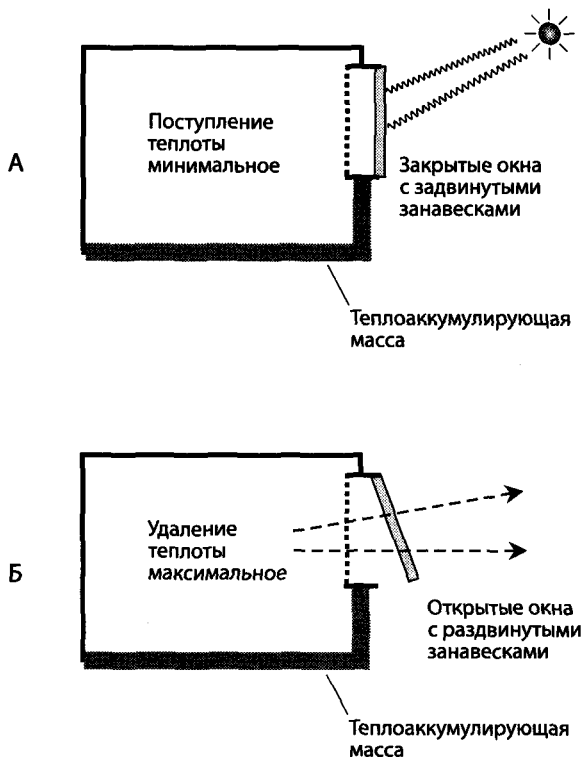 А
Поступление
теплоты
минимальное
Закрытые окна
с задвинутыми
занавесками
Теплоаккумулирующая
масса
Б
Удаление
теплоты
максимальное
Открытые окна
с раздвинутыми
занавесками
Теплоаккумулирующая
масса